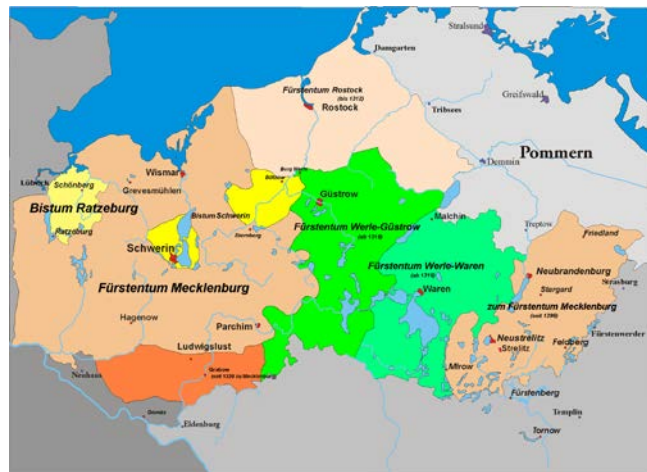 Stralsund
Damgarten
Fürstentum Rostock
(bis 1312)
Rostock
Tribsees
Greifswald
Demmin
Pommern
Wismar
Lübeck
Schönberg
Grevesmühlen
Bistum Ratzeburg
Ratzeburg
Bistum Schwerin
Sternberg
Schwerin
Güstrow
Fürstentum Werle-Güstrow
Malchin
Treptow
Friedland
Fürstentum Werle-Waren
Waren
Neubrandenburg
Stargard
Strasburg
zum Fürstentum Mecklenburg
Fürstentum Mecklenburg
Hagenow
Parchim
Neustrelitz
Strelitz
Feldberg
Fürstenwerder
Mirow
Ludwigslust
Grabow
Neuhaus
Eldenburg
Fürstenberg
Templin
Tornow